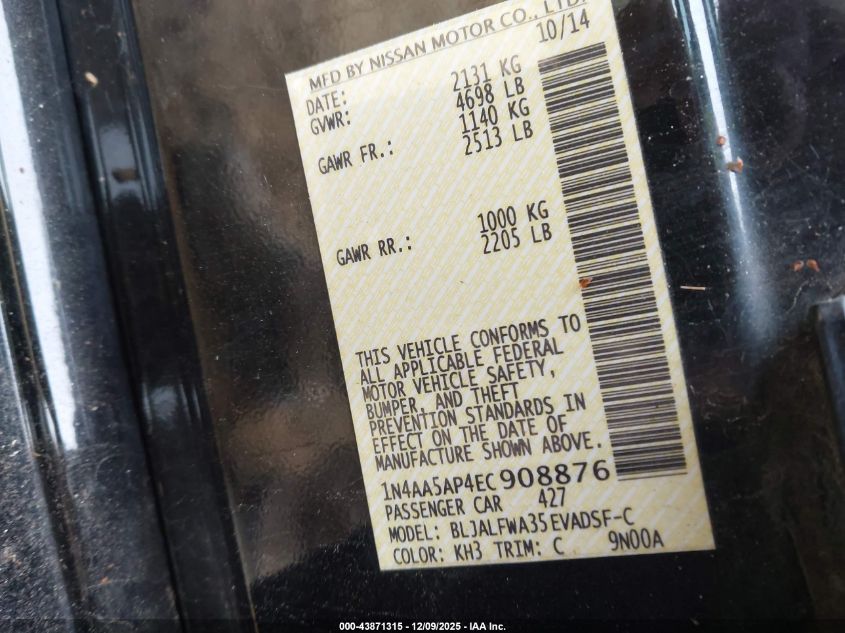 MFD BY NISSAN MOTOR CO., LTD.
DATE: 10/14
GVWR: 2131 KG
4698 LB
GAWR FR.: 1140 KG
2513 LB
GAWR RR.: 1000 KG
2205 LB
THIS VEHICLE CONFORMS TO
ALL APPLICABLE FEDERAL
MOTOR VEHICLE SAFETY,
BUMPER, AND THEFT
PREVENTION STANDARDS IN
EFFECT ON THE DATE OF
MANUFACTURE SHOWN ABOVE.
1N4AA5AP4EC908876
PASSENGER CAR 427
MODEL: BLJALFWA35EVADSF-C
COLOR: KH3 TRIM: C 9N00A
000-43871315 - 12/09/2025 - IAA Inc.